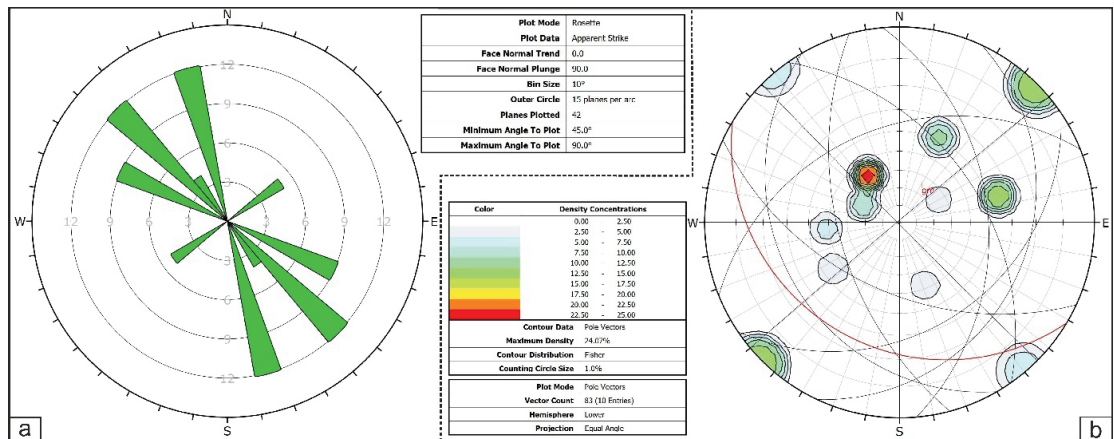 N
12
9
3
W
12
9
6
3
3
6
9
12
E
3
6
9
12
S
a
Plot Mode Rosette
Plot Data Apparent Strike
Face Normal Trend 0.0
Face Normal Plunge 90.0
Bin Size 10°
Outer Circle 15 planes per arc
Planes Plotted 42
Minimum Angle To Plot 45.0°
Maximum Angle To Plot 90.0°
Color Density Concentrations
0.00 - 2.50
2.50 - 5.00
5.00 - 7.50
7.50 - 10.00
10.00 - 12.50
12.50 - 15.00
15.00 - 17.50
17.50 - 20.00
20.00 - 22.50
22.50 - 25.00
Contour Data Pole Vectors
Maximum Density 24.07%
Contour Distribution Fisher
Counting Circle Size 1.0%
Plot Mode Pole Vectors
Vector Count 83 (10 Entries)
Hemisphere Lower
Projection Equal Angle
N
W
E
S
b